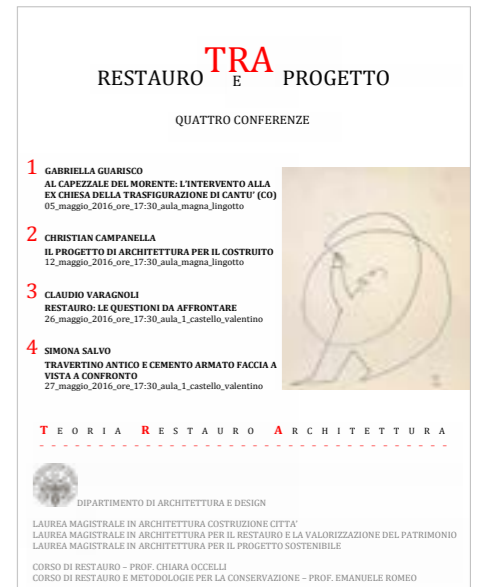 TRA
RESTAURO E PROGETTO
QUATTRO CONFERENZE
1 GABRIELLA GUARISCO
AL CAPEZZALE DEL MORENTE: L'INTERVENTO ALLA
EX CHIESA DELLA TRASFIGURAZIONE DI CANTU' (CO)
05_maggio_2016_ore_17:30_aula_magna_lingotto
2 CHRISTIAN CAMPANELLA
IL PROGETTO DI ARCHITETTURA PER IL COSTRUITO
12_maggio_2016_ore_17:30_aula_magna_lingotto
3 CLAUDIO VARAGNOLI
RESTAURO: LE QUESTIONI DA AFFRONTARE
26_maggio_2016_ore_17:30_aula_1_castello_valentino
4 SIMONA SALVO
TRAVERTINO ANTICO E CEMENTO ARMATO FACCIA A
VISTA A CONFRONTO
27_maggio_2016_ore_17:30_aula_1_castello_valentino
TEORIA RESTAURO ARCHITETTURA
DIPARTIMENTO DI ARCHITETTURA E DESIGN
LAUREA MAGISTRALE IN ARCHITETTURA COSTRUZIONE CITTA'
LAUREA MAGISTRALE IN ARCHITETTURA PER IL RESTAURO E LA VALORIZZAZIONE DEL PATRIMONIO
LAUREA MAGISTRALE IN ARCHITETTURA PER IL PROGETTO SOSTENIBILE
CORSO DI RESTAURO – PROF. CHIARA OCCELLI
CORSO DI RESTAURO E METODOLOGIE PER LA CONSERVAZIONE – PROF. EMANUELE ROMEO